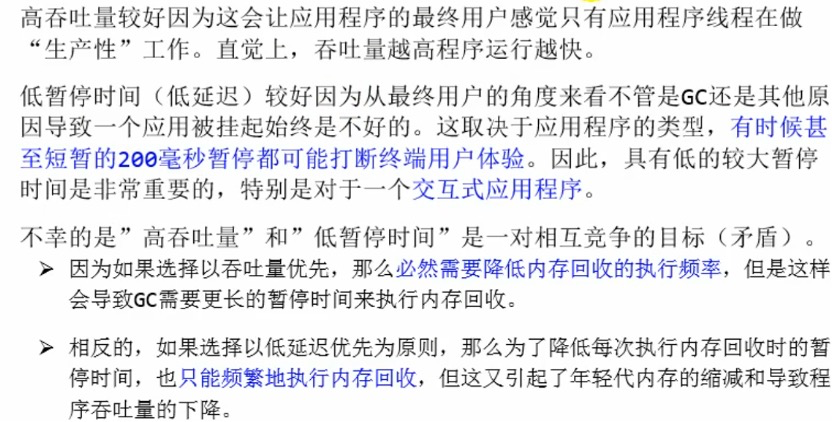 高吞吐量较好因为这会让应用程序的最终用户感觉只有应用程序线程在做
“生产性”工作。直觉上，吞吐量越高程序运行越快。
低暂停时间（低延迟）较好因为从最终用户的角度来看不管是GC还是其他原
因导致一个应用被挂起始终是不好的。这取决于应用程序的类型，有时候甚
至短暂的200毫秒暂停都可能打断终端用户体验。因此，具有低的较大暂停
时间是非常重要的，特别是对于一个交互式应用程序。
不幸的是”高吞吐量”和”低暂停时间”是一对相互竞争的目标（矛盾）。
➢ 因为如果选择以吞吐量优先，那么必然需要降低内存回收的执行频率，但是这样
会导致GC需要更长的暂停时间来执行内存回收。
➢ 相反的，如果选择以低延迟优先为原则，那么为了降低每次执行内存回收时的暂
停时间，也只能频繁地执行内存回收，但这又引起了年轻代内存的缩减和导致程
序吞吐量的下降。